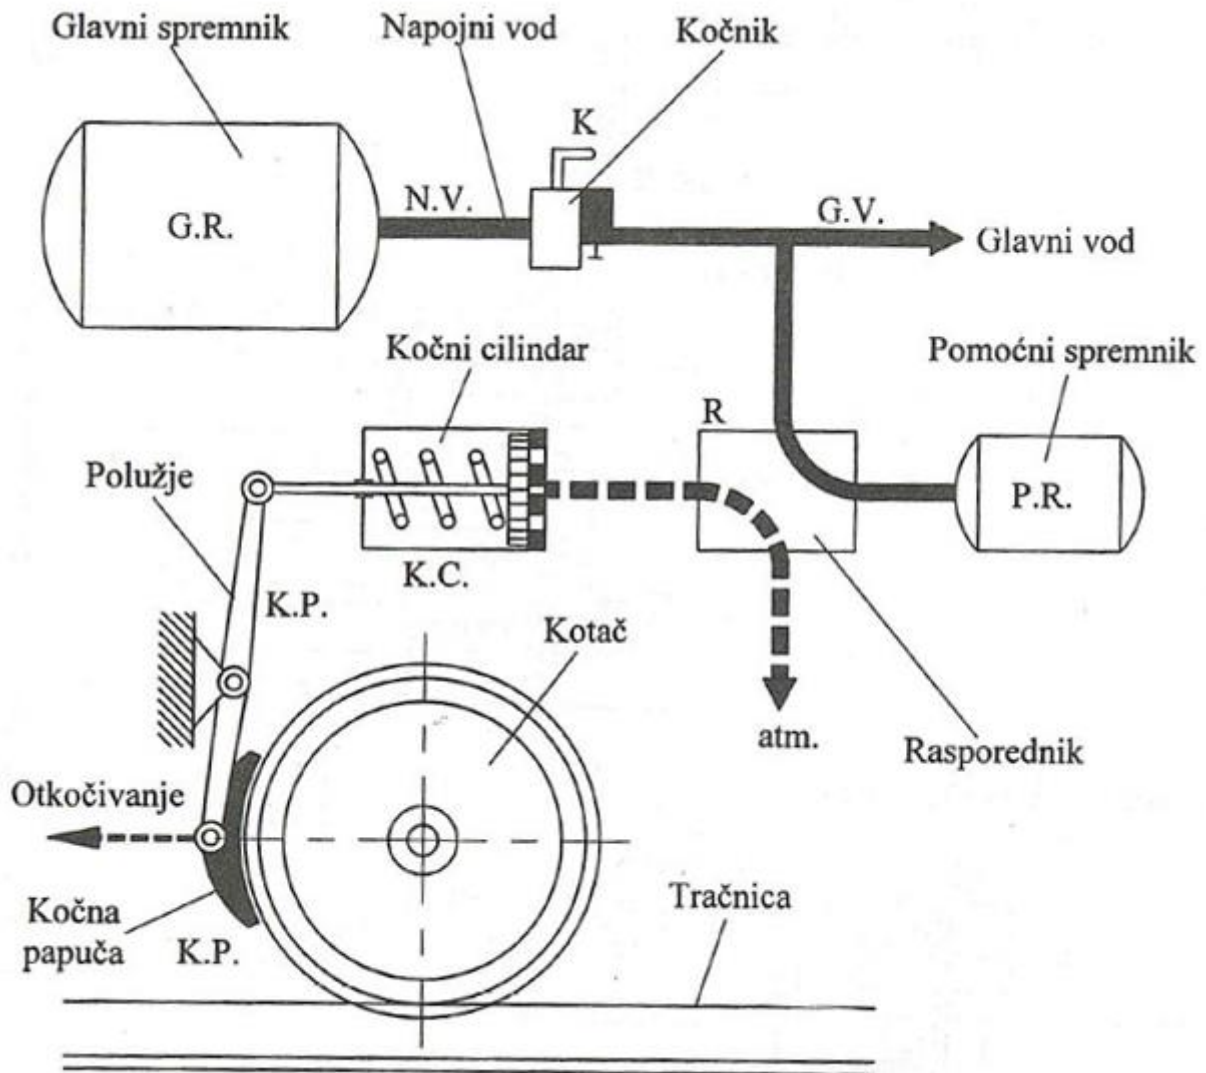 Glavni spremnik
Napojni vod
Kočnik
K
N.V.
G.V.
G.R.
Glavni vod
Kočni cilindar
Pomoćni spremnik
R
Polužje
P.R.
K.C.
K.P.
Kotač
atm.
Rasporednik
Otkočivanje
Tračnica
Kočna
papuča
K.P.